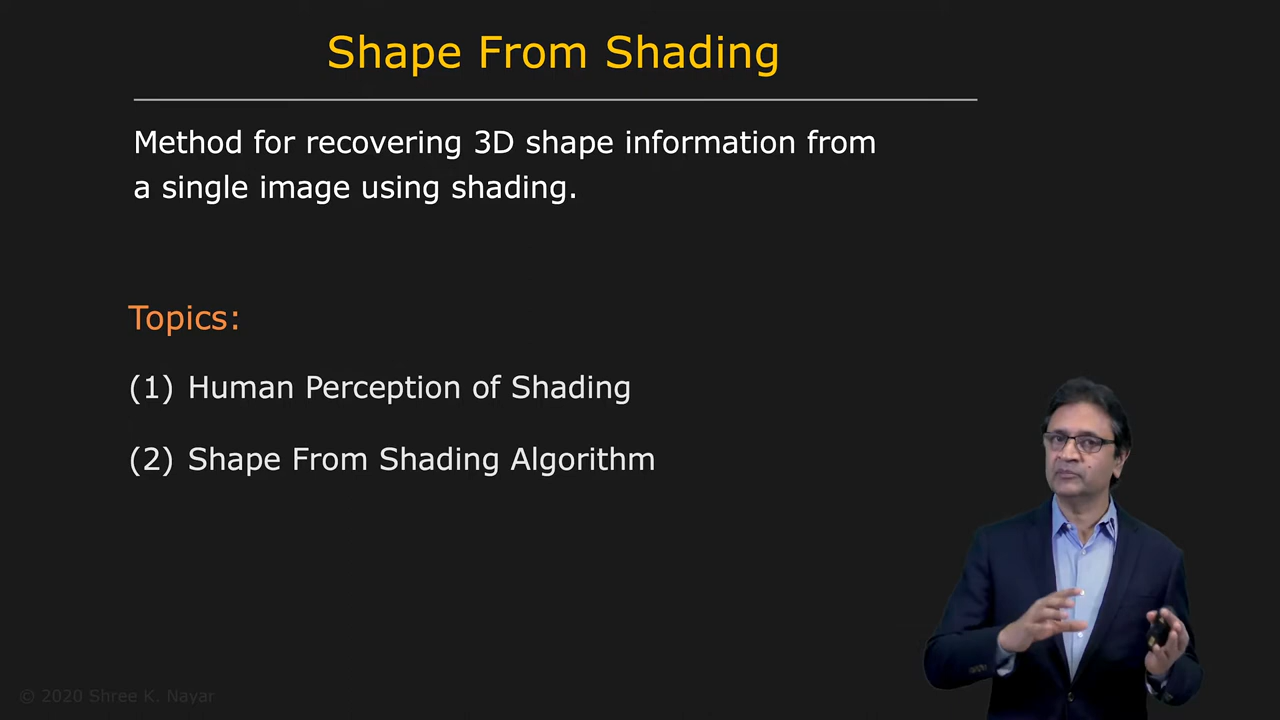 Shape From Shading
Method for recovering 3D shape information from
a single image using shading.
Topics:
(1) Human Perception of Shading
(2) Shape From Shading Algorithm
© 2020 Shree K. Nayar